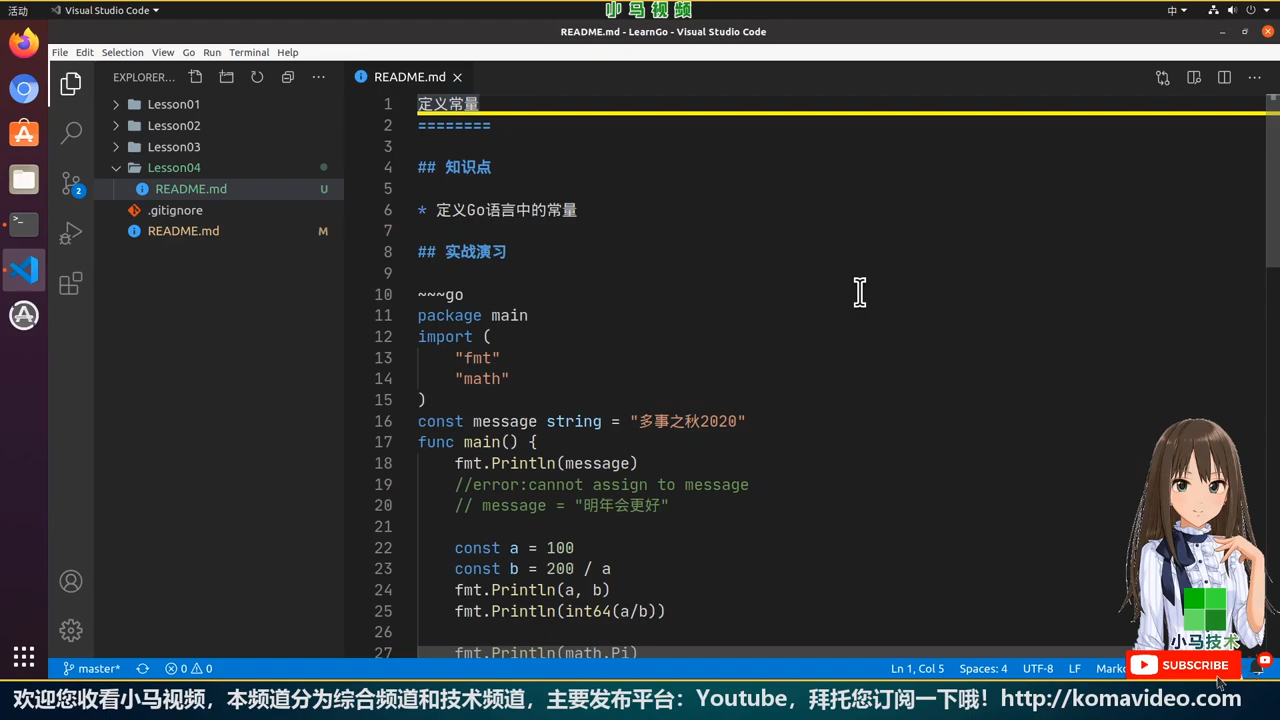 活动
Visual Studio Code
小马视频
中
README.md - LearnGo - Visual Studio Code
File Edit Selection View Go Run Terminal Help
EXPLORER...
README.md
Lesson01
Lesson02
Lesson03
Lesson04
README.md U
.gitignore
README.md M
2
1 定义常量
2 ========
3
4 ## 知识点
5
6 * 定义Go语言中的常量
7
8 ## 实战演习
9
10 ~~~go
11 package main
12 import (
13 "fmt"
14 "math"
15 )
16 const message string = "多事之秋2020"
17 func main() {
18 fmt.Println(message)
19 //error:cannot assign to message
20 // message = "明年会更好"
21
22 const a = 100
23 const b = 200 / a
24 fmt.Println(a, b)
25 fmt.Println(int64(a/b))
26
27 fmt.Println(math.Pi)
小马技术
SUBSCRIBE
master*
0 0
Ln 1, Col 5
Spaces: 4
UTF-8
LF
欢迎您收看小马视频，本频道分为综合频道和技术频道，主要发布平台：Youtube，拜托您订阅一下哦！http://komavideo.com